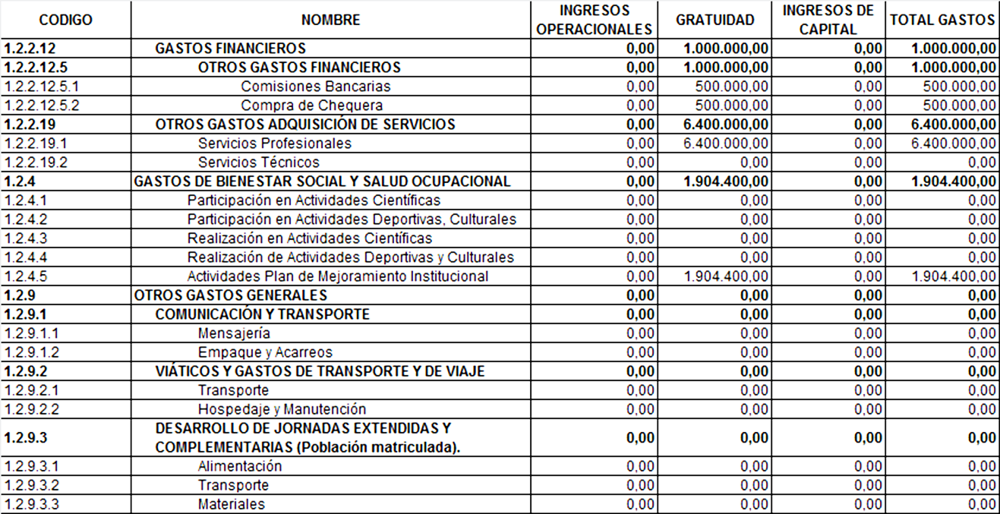 CODIGO NOMBRE INGRESOS OPERACIONALES GRATUIDAD INGRESOS DE CAPITAL TOTAL GASTOS
1.2.2.12 GASTOS FINANCIEROS 0,00 1.000.000,00 0,00 1.000.000,00
1.2.2.12.5 OTROS GASTOS FINANCIEROS 0,00 1.000.000,00 0,00 1.000.000,00
1.2.2.12.5.1 Comisiones Bancarias 0,00 500.000,00 0,00 500.000,00
1.2.2.12.5.2 Compra de Chequera 0,00 500.000,00 0,00 500.000,00
1.2.2.19 OTROS GASTOS ADQUISICIÓN DE SERVICIOS 0,00 6.400.000,00 0,00 6.400.000,00
1.2.2.19.1 Servicios Profesionales 0,00 6.400.000,00 0,00 6.400.000,00
1.2.2.19.2 Servicios Técnicos 0,00 0,00 0,00 0,00
1.2.4 GASTOS DE BIENESTAR SOCIAL Y SALUD OCUPACIONAL 0,00 1.904.400,00 0,00 1.904.400,00
1.2.4.1 Participación en Actividades Científicas 0,00 0,00 0,00 0,00
1.2.4.2 Participación en Actividades Deportivas, Culturales 0,00 0,00 0,00 0,00
1.2.4.3 Realización en Actividades Científicas 0,00 0,00 0,00 0,00
1.2.4.4 Realización de Actividades Deportivas y Culturales 0,00 0,00 0,00 0,00
1.2.4.5 Actividades Plan de Mejoramiento Institucional 0,00 1.904.400,00 0,00 1.904.400,00
1.2.9 OTROS GASTOS GENERALES 0,00 0,00 0,00 0,00
1.2.9.1 COMUNICACIÓN Y TRANSPORTE 0,00 0,00 0,00 0,00
1.2.9.1.1 Mensajería 0,00 0,00 0,00 0,00
1.2.9.1.2 Empaque y Acarreos 0,00 0,00 0,00 0,00
1.2.9.2 VIÁTICOS Y GASTOS DE TRANSPORTE Y DE VIAJE 0,00 0,00 0,00 0,00
1.2.9.2.1 Transporte 0,00 0,00 0,00 0,00
1.2.9.2.2 Hospedaje y Manutención 0,00 0,00 0,00 0,00
1.2.9.3 DESARROLLO DE JORNADAS EXTENDIDAS Y
COMPLEMENTARIAS (Población matriculada). 0,00 0,00 0,00 0,00
1.2.9.3.1 Alimentación 0,00 0,00 0,00 0,00
1.2.9.3.2 Transporte 0,00 0,00 0,00 0,00
1.2.9.3.3 Materiales 0,00 0,00 0,00 0,00